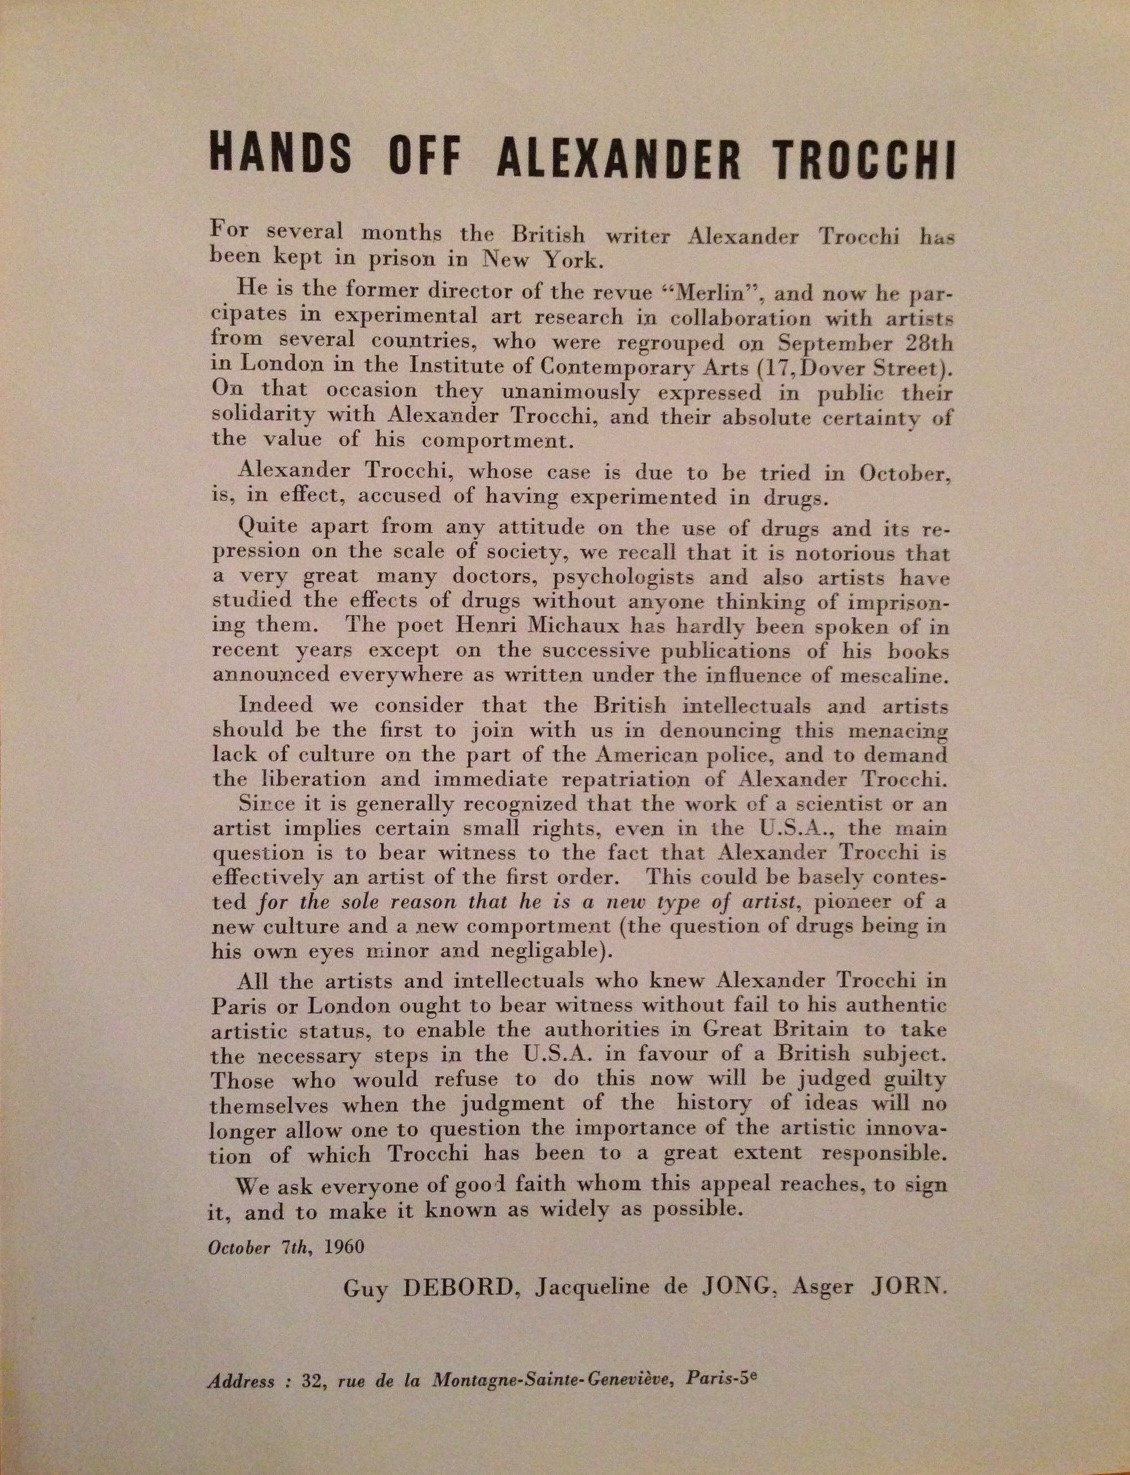 HANDS OFF ALEXANDER TROCCHI
For several months the British writer Alexander Trocchi has
been kept in prison in New York.
He is the former director of the revue “Merlin”, and now he par-
cipates in experimental art research in collaboration with artists
from several countries, who were regrouped on September 28th
in London in the Institute of Contemporary Arts (17, Dover Street).
On that occasion they unanimously expressed in public their
solidarity with Alexander Trocchi, and their absolute certainty of
the value of his comportment.
Alexander Trocchi, whose case is due to be tried in October,
is, in effect, accused of having experimented in drugs.
Quite apart from any attitude on the use of drugs and its re-
pression on the scale of society, we recall that it is notorious that
a very great many doctors, psychologists and also artists have
studied the effects of drugs without anyone thinking of imprison-
ing them. The poet Henri Michaux has hardly been spoken of in
recent years except on the successive publications of his books
announced everywhere as written under the influence of mescaline.
Indeed we consider that the British intellectuals and artists
should be the first to join with us in denouncing this menacing
lack of culture on the part of the American police, and to demand
the liberation and immediate repatriation of Alexander Trocchi.
Since it is generally recognized that the work of a scientist or an
artist implies certain small rights, even in the U.S.A., the main
question is to bear witness to the fact that Alexander Trocchi is
effectively an artist of the first order. This could be basely contes-
ted for the sole reason that he is a new type of artist, pioneer of a
new culture and a new comportment (the question of drugs being in
his own eyes minor and negligable).
All the artists and intellectuals who knew Alexander Trocchi in
Paris or London ought to bear witness without fail to his authentic
artistic status, to enable the authorities in Great Britain to take
the necessary steps in the U.S.A. in favour of a British subject.
Those who would refuse to do this now will be judged guilty
themselves when the judgment of the history of ideas will no
longer allow one to question the importance of the artistic innova-
tion of which Trocchi has been to a great extent responsible.
We ask everyone of good faith whom this appeal reaches, to sign
it, and to make it known as widely as possible.
October 7th, 1960
Guy DEBORD, Jacqueline de JONG, Asger JORN.
Address : 32, rue de la Montagne-Sainte-Geneviève, Paris-5e